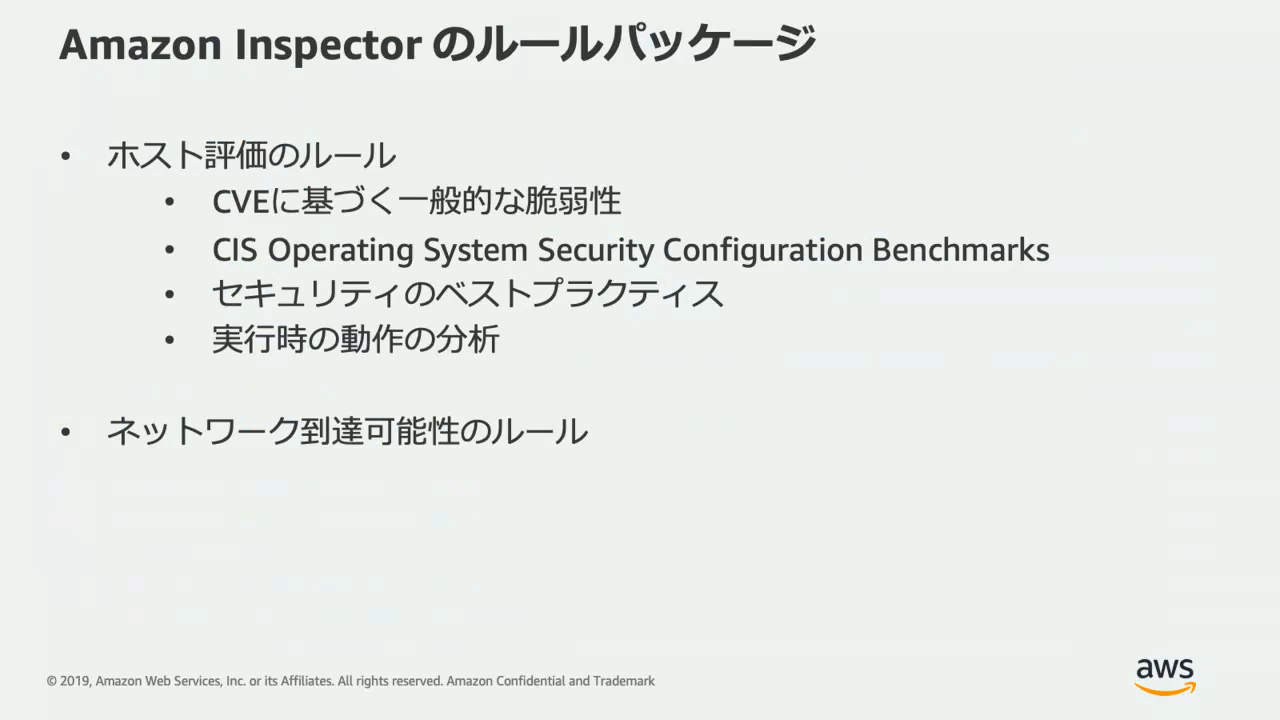 Amazon Inspector のルールパッケージ
• ホスト評価のルール
• CVEに基づく一般的な脆弱性
• CIS Operating System Security Configuration Benchmarks
• セキュリティのベストプラクティス
• 実行時の動作の分析
• ネットワーク到達可能性のルール
© 2019, Amazon Web Services, Inc. or its Affiliates. All rights reserved. Amazon Confidential and Trademark
aws